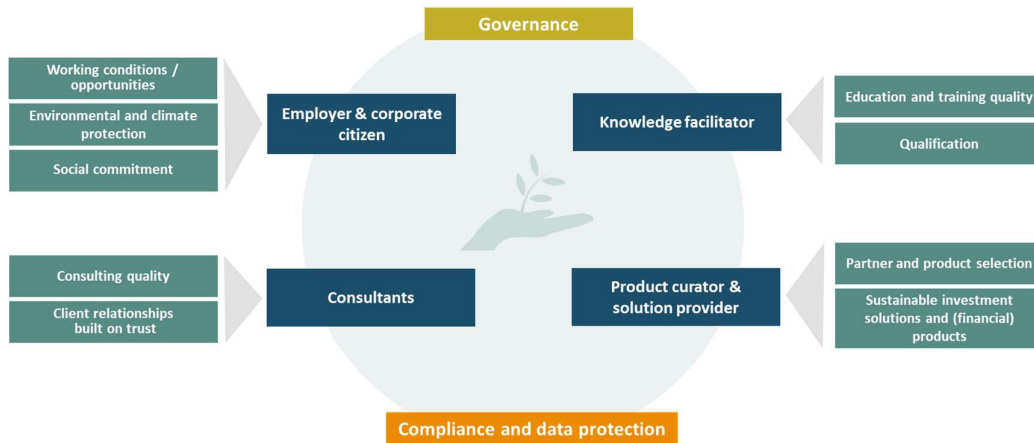 Governance
Working conditions /
opportunities
Environmental and climate
protection
Social commitment
Employer & corporate
citizen
Knowledge facilitator
Education and training quality
Qualification
Consulting quality
Client relationships
built on trust
Consultants
Product curator &
solution provider
Partner and product selection
Sustainable investment
solutions and (financial)
products
Compliance and data protection